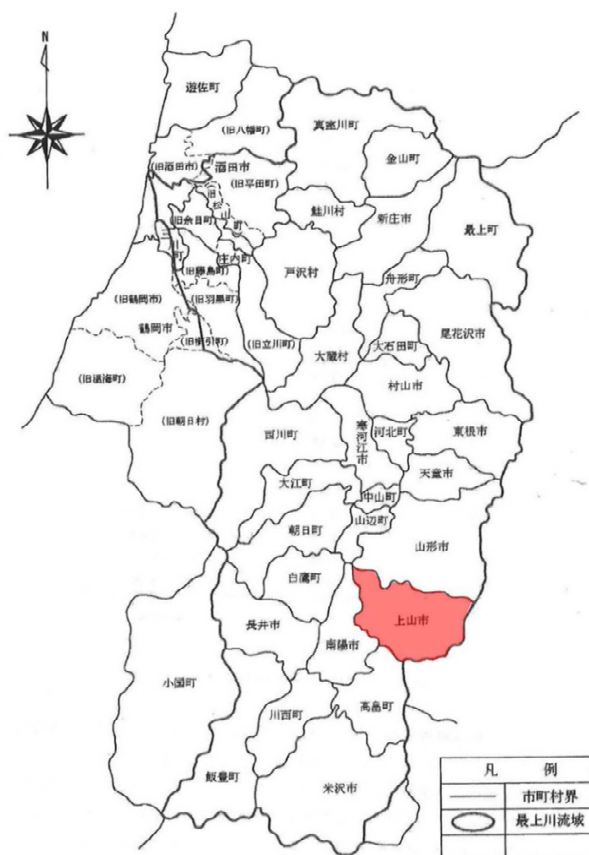 N
遊佐町
(旧八幡町)
真室川町
金山町
(旧酒田市)
酒田市
(旧平田町)
旧松山町
(旧余目町)
鮭川村
新庄市
最上町
三川町
庄内町
戸沢村
舟形町
(旧藤島町)
(旧鶴岡市)
(旧羽黒町)
鶴岡市
(旧櫛引町)
(旧立川町)
大蔵村
大石田町
尾花沢市
(旧温海町)
村山市
(旧朝日村)
西川町
寒河江市
河北町
東根市
大江町
天童市
中山町
朝日町
山辺町
山形市
白鷹町
長井市
南陽市
上山市
小国町
川西町
高畠町
飯豊町
米沢市
凡 例
市町村界
最上川流域